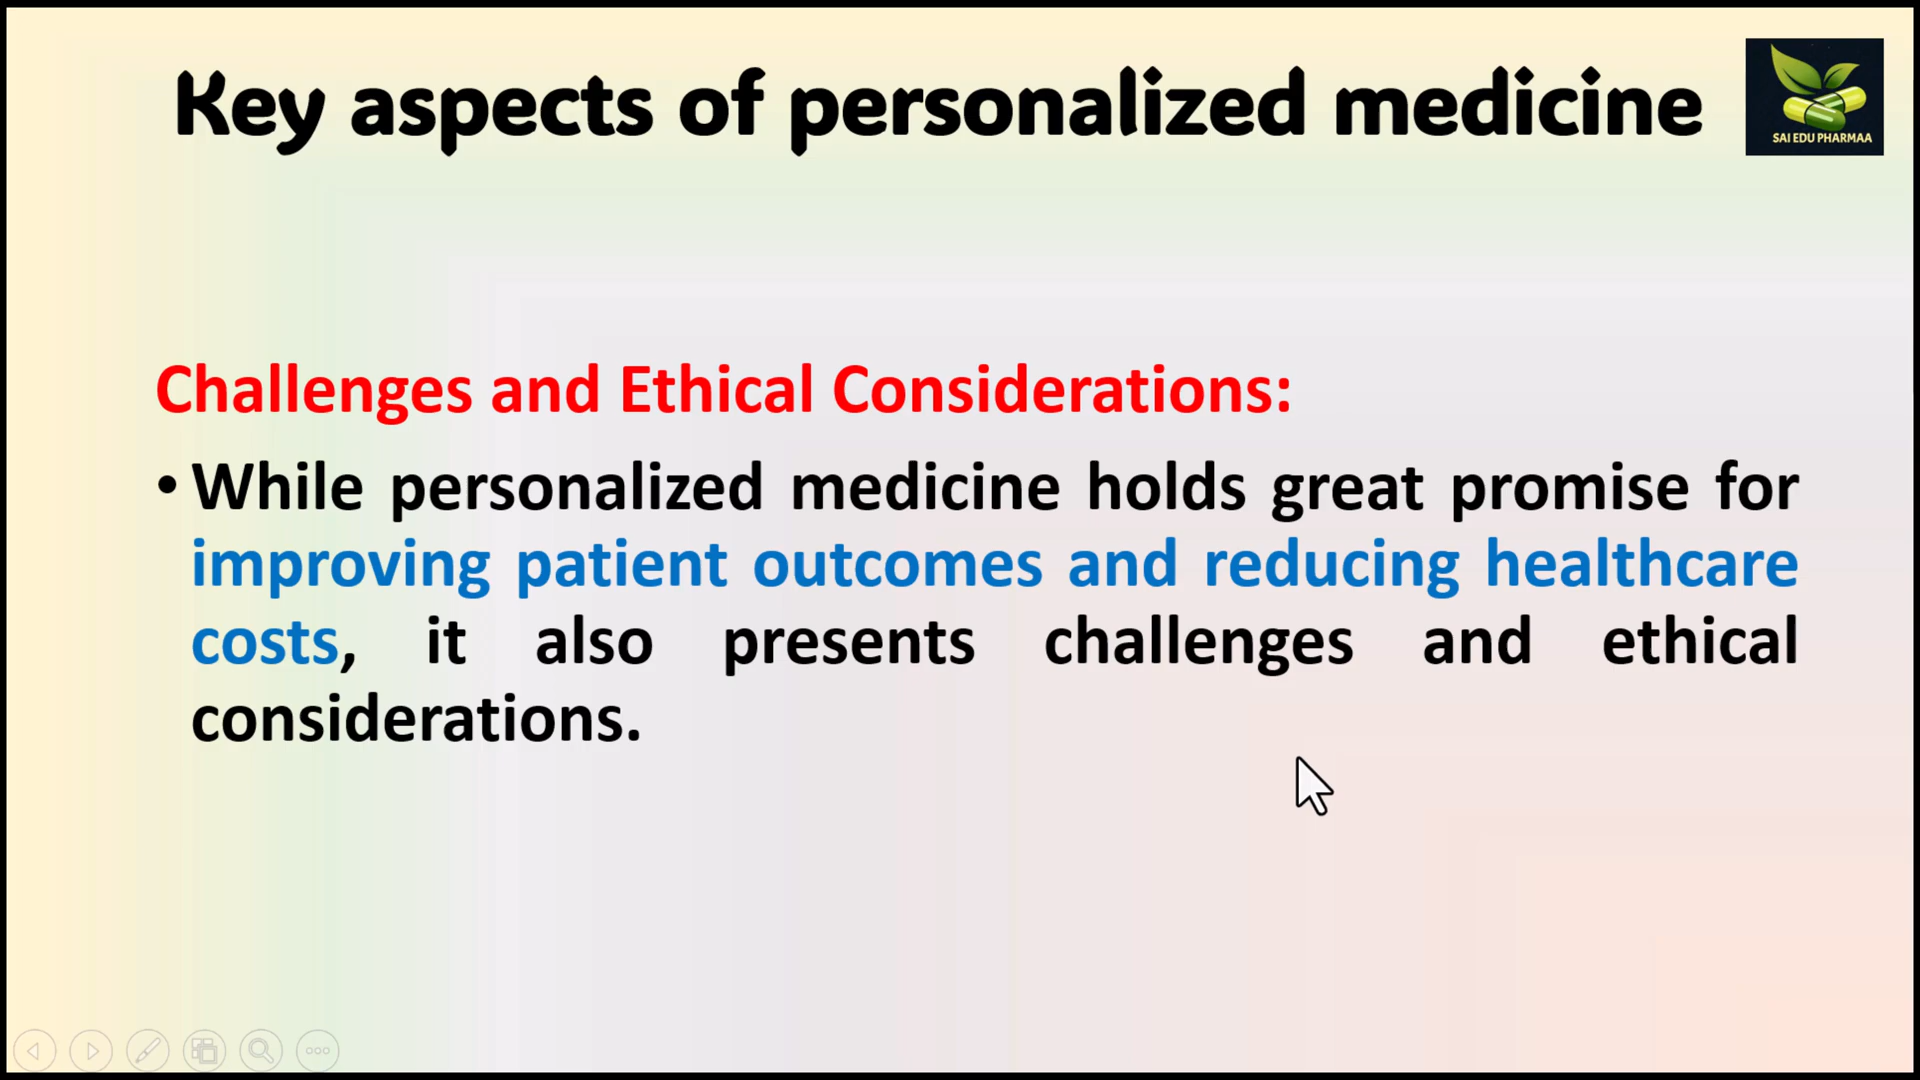 Key aspects of personalized medicine
SAI EDU PHARMAA
Challenges and Ethical Considerations:
• While personalized medicine holds great promise for
improving patient outcomes and reducing healthcare
costs, it also presents challenges and ethical
considerations.